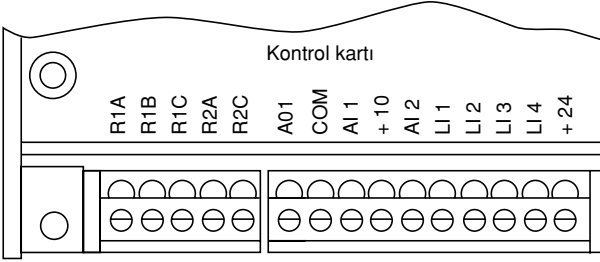 Kontrol kartı
R1A R1B R1C R2A R2C A01 COM AI 1 + 10 AI 2 LI 1 LI 2 LI 3 LI 4 + 24